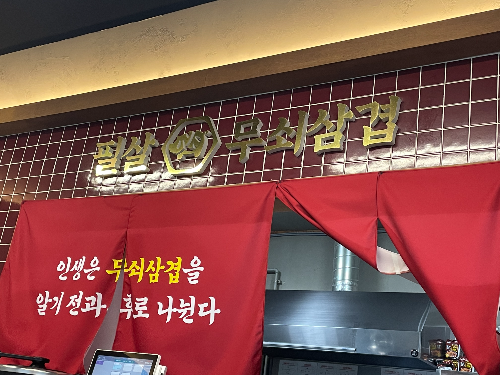 필살 무쇠삼겹
인생은 무쇠삼겹을
알기 전과 후로 나뉜다